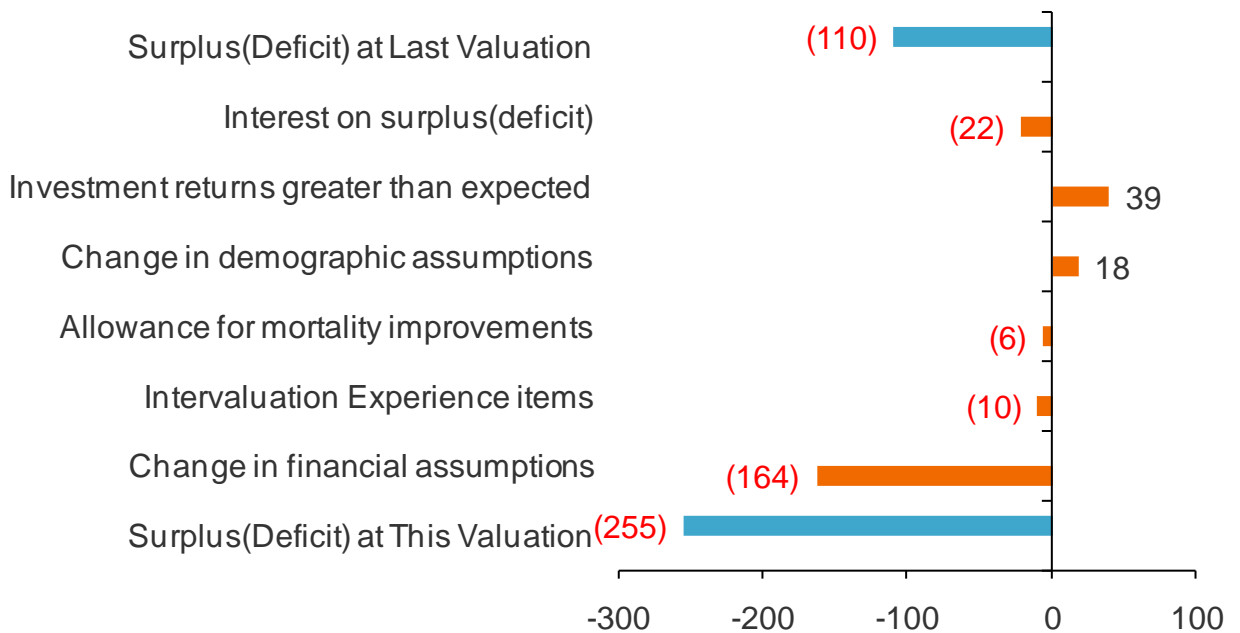 Surplus(Deficit) at Last Valuation (110)
Interest on surplus(deficit) (22)
Investment returns greater than expected 39
Change in demographic assumptions 18
Allowance for mortality improvements (6)
Intervaluation Experience items (10)
Change in financial assumptions (164)
Surplus(Deficit) at This Valuation (255)
-300 -200 -100 0 100